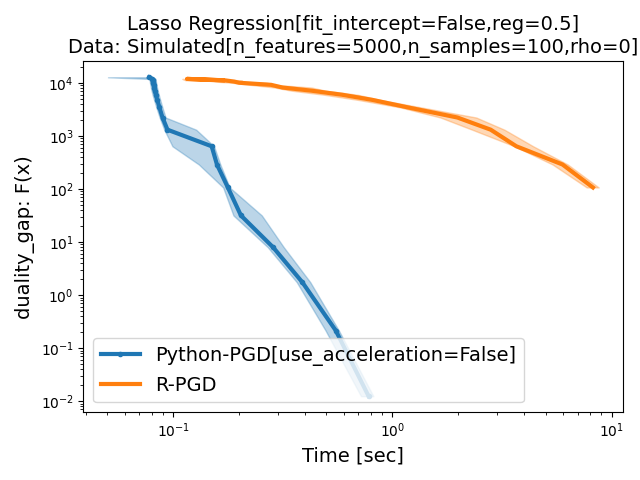 Lasso Regression[fit_intercept=False,reg=0.5]
Data: Simulated[n_features=5000,n_samples=100,rho=0]
duality_gap: F(x)
10⁴
10³
10²
10¹
10⁰
10⁻¹
10⁻²
Python-PGD[use_acceleration=False]
R-PGD
10⁻¹ 10⁰ 10¹
Time [sec]